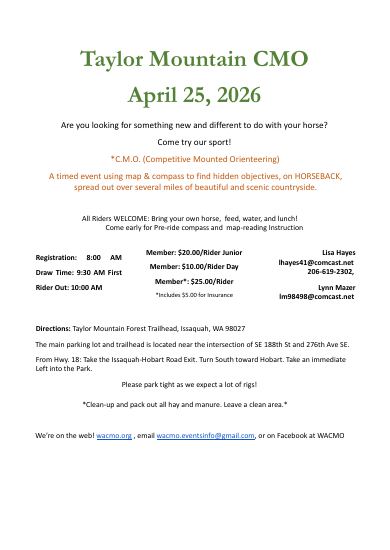 Taylor Mountain CMO
April 25, 2026
Are you looking for something new and different to do with your horse?
Come try our sport!
*C.M.O. (Competitive Mounted Orienteering)
A timed event using map & compass to find hidden objectives, on HORSEBACK,
spread out over several miles of beautiful and scenic countryside.
All Riders WELCOME: Bring your own horse, feed, water, and lunch!
Come early for Pre-ride compass and map-reading Instruction
Registration: 8:00 AM
Draw Time: 9:30 AM First
Rider Out: 10:00 AM
Member: $20.00/Rider Junior
Member: $10.00/Rider Day
Member*: $25.00/Rider
*Includes $5.00 for Insurance
Lisa Hayes
lhayes41@comcast.net
206-619-2302,
Lynn Mazer
lm98498@comcast.net
Directions: Taylor Mountain Forest Trailhead, Issaquah, WA 98027
The main parking lot and trailhead is located near the intersection of SE 188th St and 276th Ave SE.
From Hwy. 18: Take the Issaquah-Hobart Road Exit. Turn South toward Hobart. Take an immediate
Left into the Park.
Please park tight as we expect a lot of rigs!
*Clean-up and pack out all hay and manure. Leave a clean area.*
We're on the web! wacmo.org , email wacmo.eventsinfo@gmail.com, or on Facebook at WACMO